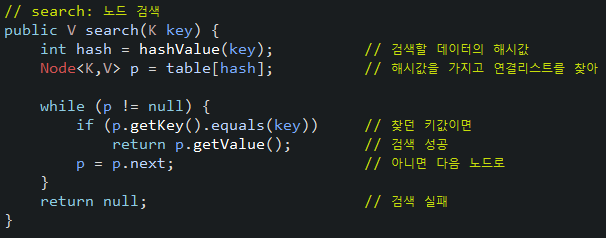 // search: 노드 검색
public V search(K key) {
int hash = hashValue(key); // 검색할 데이터의 해시값
Node<K,V> p = table[hash]; // 해시값을 가지고 연결리스트를 찾아
while (p != null) {
if (p.getKey().equals(key)) // 찾던 키값이면
return p.getValue(); // 검색 성공
p = p.next; // 아니면 다음 노드로
}
return null; // 검색 실패
}